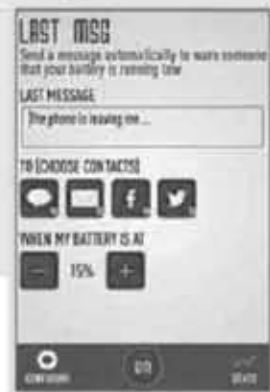 LAST MSG
Send a message automatically to warn someone
that your battery is running low
LAST MESSAGE
The phone is leaving me ...
TO (CHOOSE CONTACTS)
WHEN MY BATTERY IS AT
15%
ON